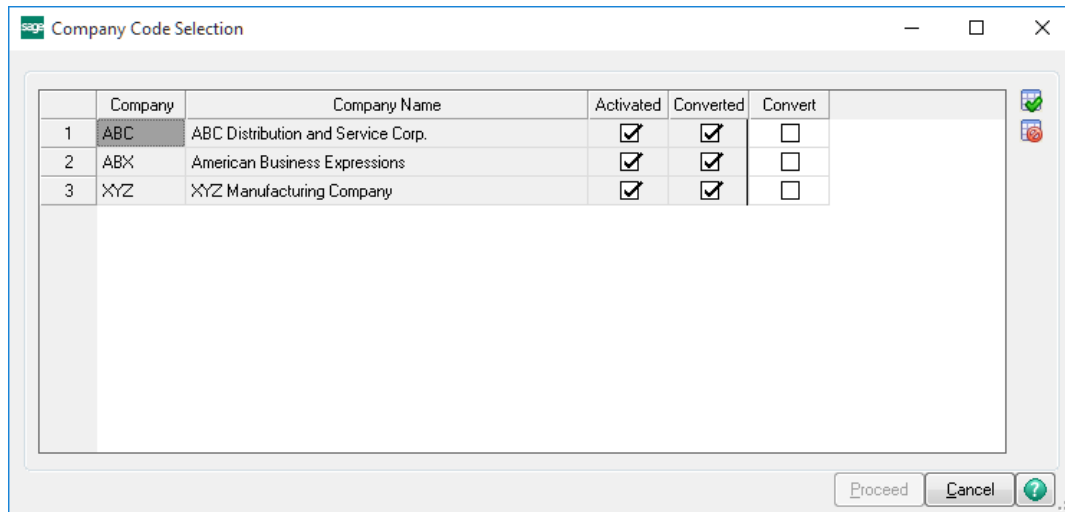 sage Company Code Selection
Company Company Name Activated Converted Convert
1 ABC ABC Distribution and Service Corp.
2 ABX American Business Expressions
3 XYZ XYZ Manufacturing Company
Proceed Cancel ?